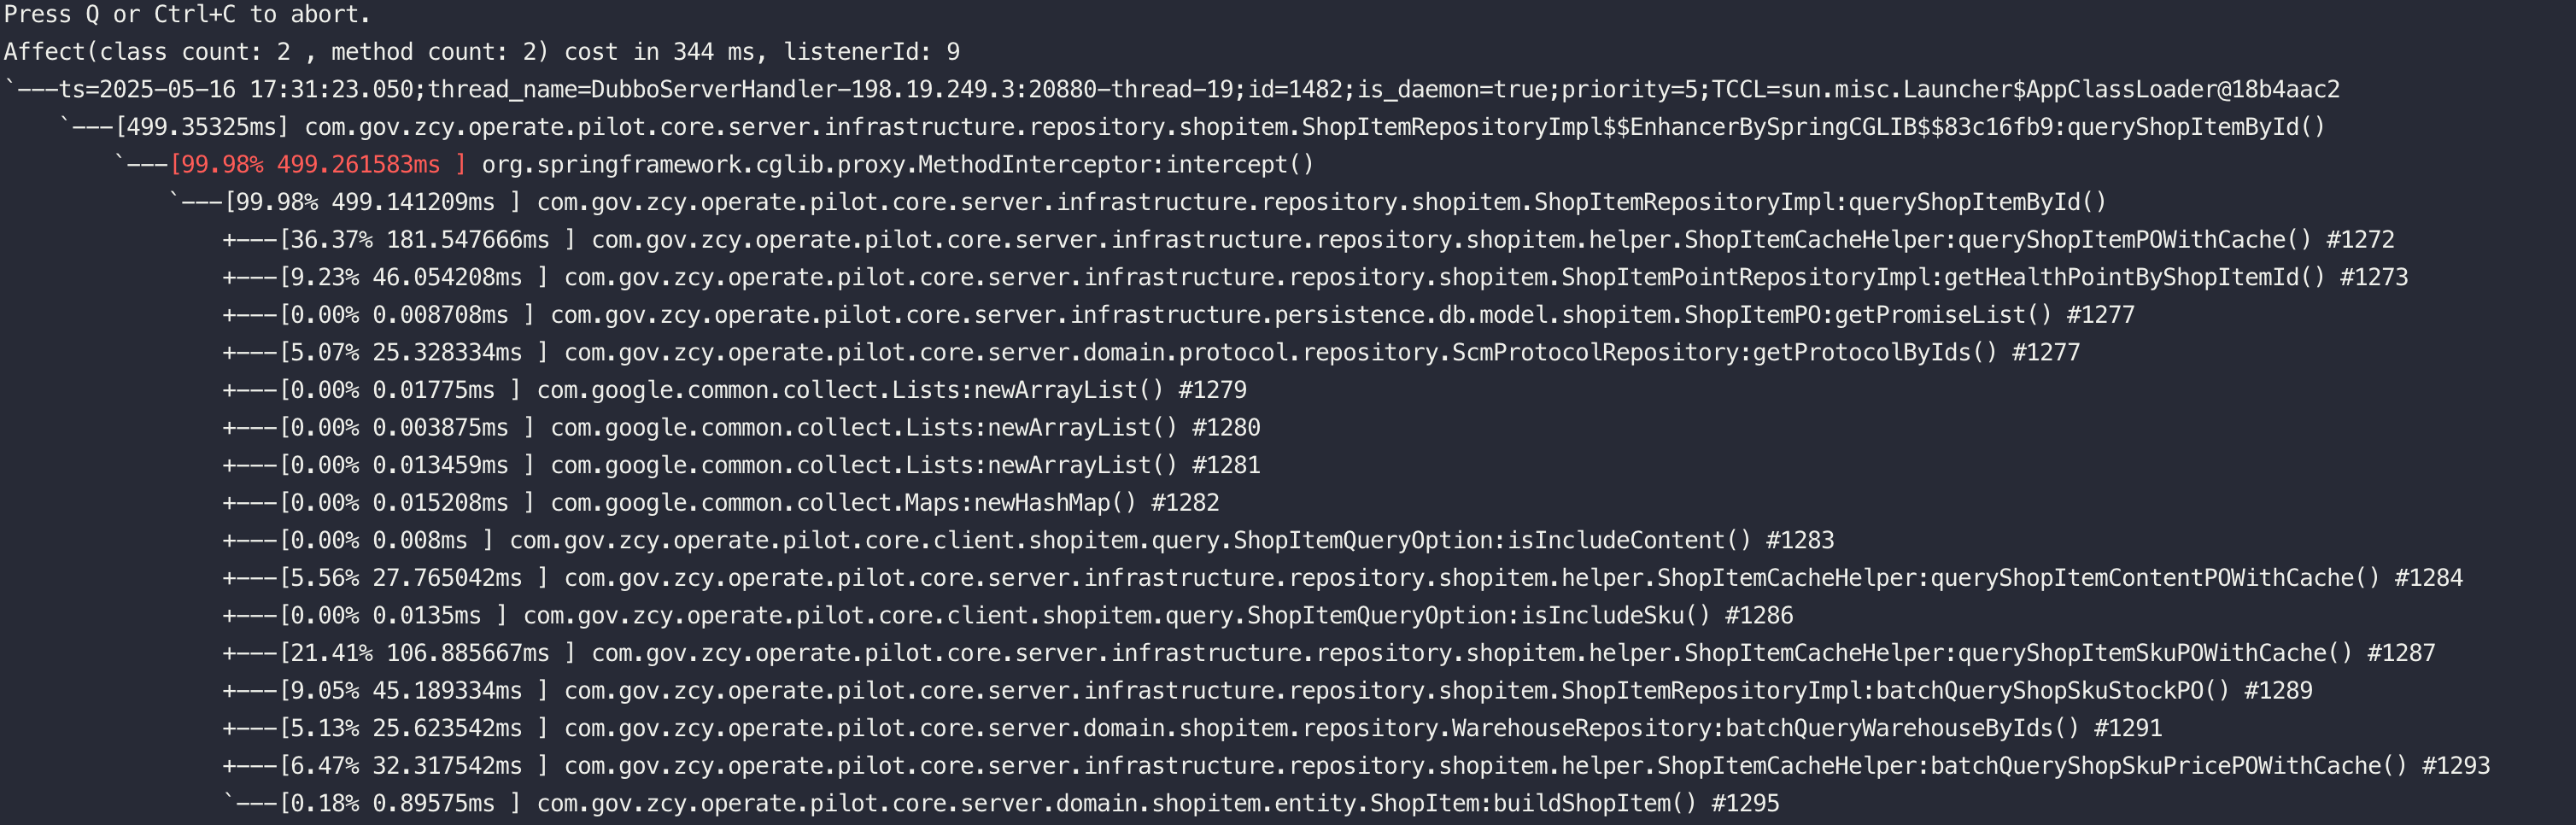 Press Q or Ctrl+C to abort.
Affect(class count: 2 , method count: 2) cost in 344 ms, listenerId: 9
`---ts=2025-05-16 17:31:23.050;thread_name=DubboServerHandler-198.19.249.3:20880-thread-19;id=1482;is_daemon=true;priority=5;TCCL=sun.misc.Launcher$AppClassLoader@18b4aac2
    `---[499.35325ms] com.gov.zcy.operate.pilot.core.server.infrastructure.repository.shopitem.ShopItemRepositoryImpl$$EnhancerBySpringCGLIB$$83c16fb9:queryShopItemById()
        `---[99.98% 499.261583ms ] org.springframework.cglib.proxy.MethodInterceptor:intercept()
            `---[99.98% 499.141209ms ] com.gov.zcy.operate.pilot.core.server.infrastructure.repository.shopitem.ShopItemRepositoryImpl:queryShopItemById()
                +---[36.37% 181.547666ms ] com.gov.zcy.operate.pilot.core.server.infrastructure.repository.shopitem.helper.ShopItemCacheHelper:queryShopItemPOWithCache() #1272
                +---[9.23% 46.054208ms ] com.gov.zcy.operate.pilot.core.server.infrastructure.repository.shopitem.ShopItemPointRepositoryImpl:getHealthPointByShopItemId() #1273
                +---[0.00% 0.008708ms ] com.gov.zcy.operate.pilot.core.server.infrastructure.persistence.db.model.shopitem.ShopItemPO:getPromiseList() #1277
                +---[5.07% 25.328334ms ] com.gov.zcy.operate.pilot.core.server.domain.protocol.repository.ScmProtocolRepository:getProtocolByIds() #1277
                +---[0.00% 0.01775ms ] com.google.common.collect.Lists:newArrayList() #1279
                +---[0.00% 0.003875ms ] com.google.common.collect.Lists:newArrayList() #1280
                +---[0.00% 0.013459ms ] com.google.common.collect.Lists:newArrayList() #1281
                +---[0.00% 0.015208ms ] com.google.common.collect.Maps:newHashMap() #1282
                +---[0.00% 0.008ms ] com.gov.zcy.operate.pilot.core.client.shopitem.query.ShopItemQueryOption:isIncludeContent() #1283
                +---[5.56% 27.765042ms ] com.gov.zcy.operate.pilot.core.server.infrastructure.repository.shopitem.helper.ShopItemCacheHelper:queryShopItemContentPOWithCache() #1284
                +---[0.00% 0.0135ms ] com.gov.zcy.operate.pilot.core.client.shopitem.query.ShopItemQueryOption:isIncludeSku() #1286
                +---[21.41% 106.885667ms ] com.gov.zcy.operate.pilot.core.server.infrastructure.repository.shopitem.helper.ShopItemCacheHelper:queryShopItemSkuPOWithCache() #1287
                +---[9.05% 45.189334ms ] com.gov.zcy.operate.pilot.core.server.infrastructure.repository.shopitem.ShopItemRepositoryImpl:batchQueryShopSkuStockPO() #1289
                +---[5.13% 25.623542ms ] com.gov.zcy.operate.pilot.core.server.domain.shopitem.repository.WarehouseRepository:batchQueryWarehouseByIds() #1291
                +---[6.47% 32.317542ms ] com.gov.zcy.operate.pilot.core.server.infrastructure.repository.shopitem.helper.ShopItemCacheHelper:batchQueryShopSkuPricePOWithCache() #1293
                `---[0.18% 0.89575ms ] com.gov.zcy.operate.pilot.core.server.domain.shopitem.entity.ShopItem:buildShopItem() #1295